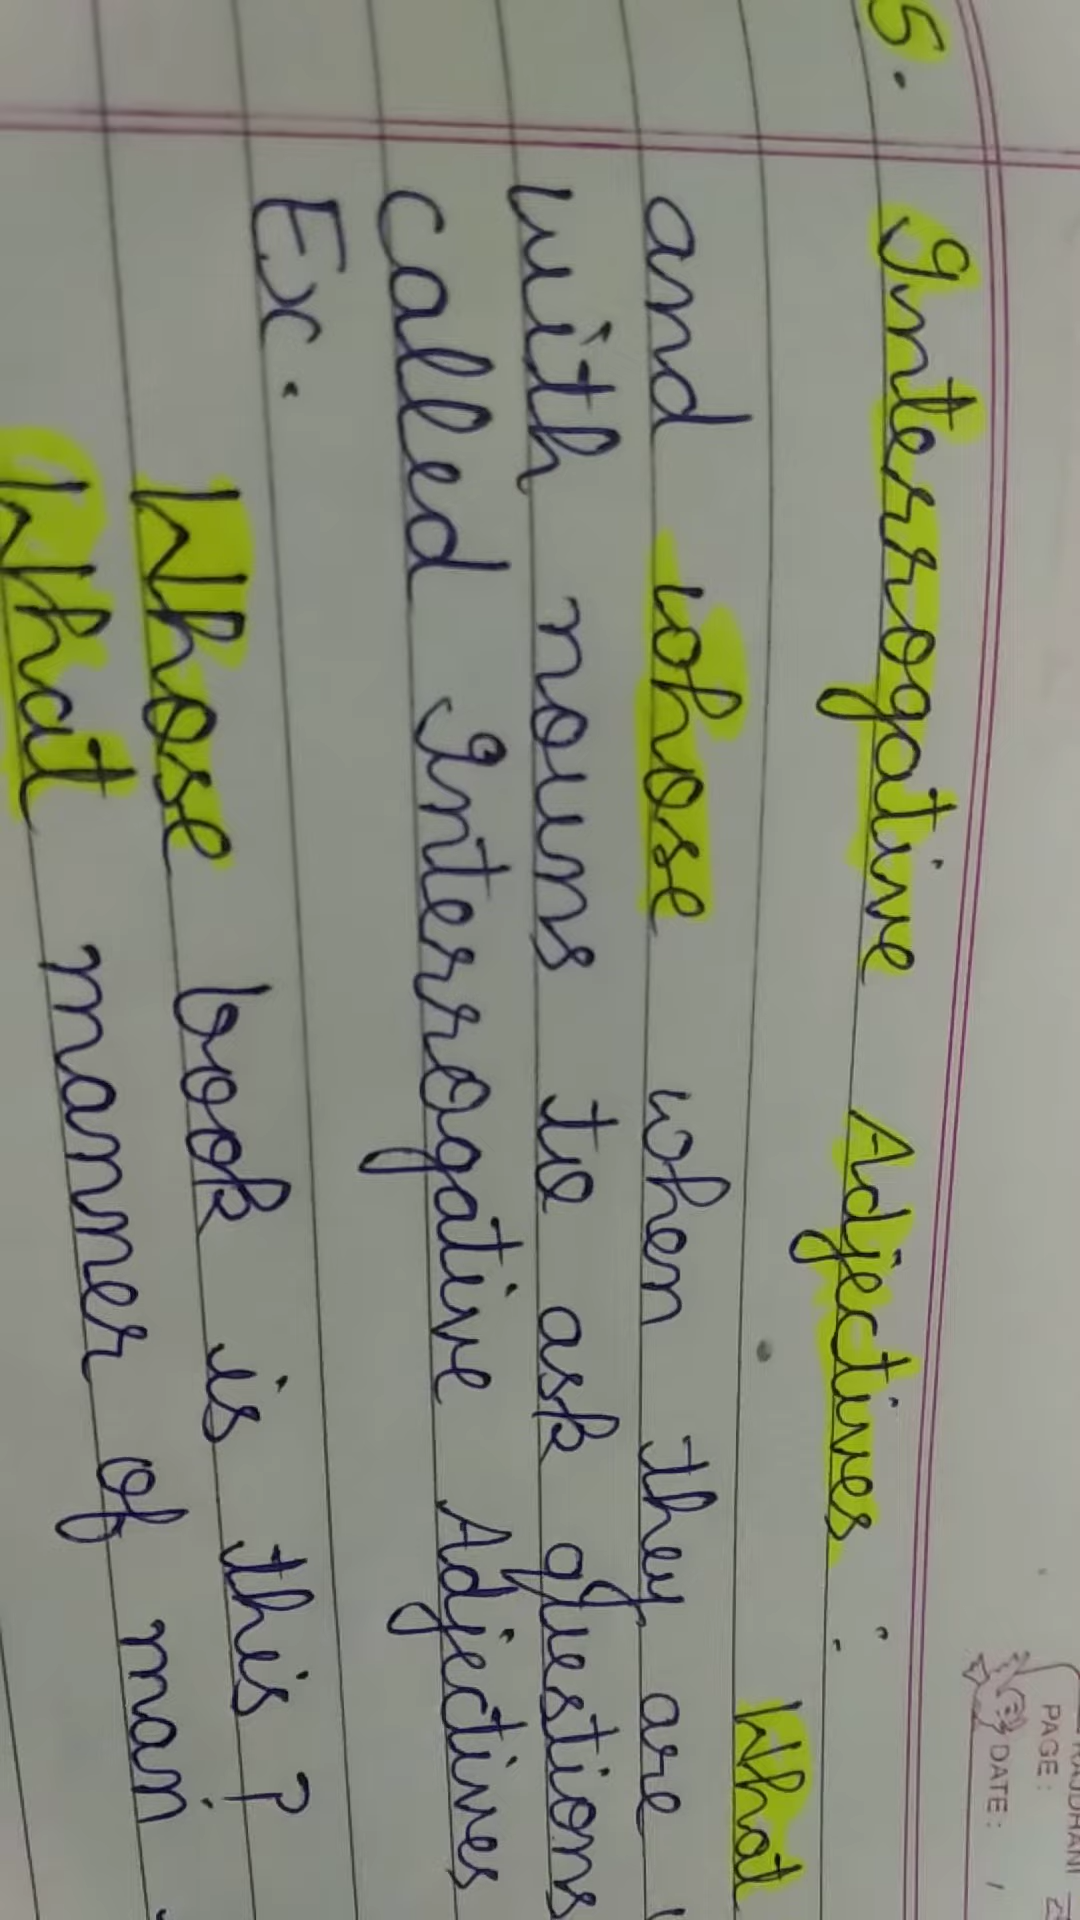 RAJDHANI
PAGE:
DATE: /
5. Interrogative Adjectives :
What
and whose when they are
with nouns to ask questions
called Interrogative Adjectives
Ex.
Whose book is this ?
What manner of man